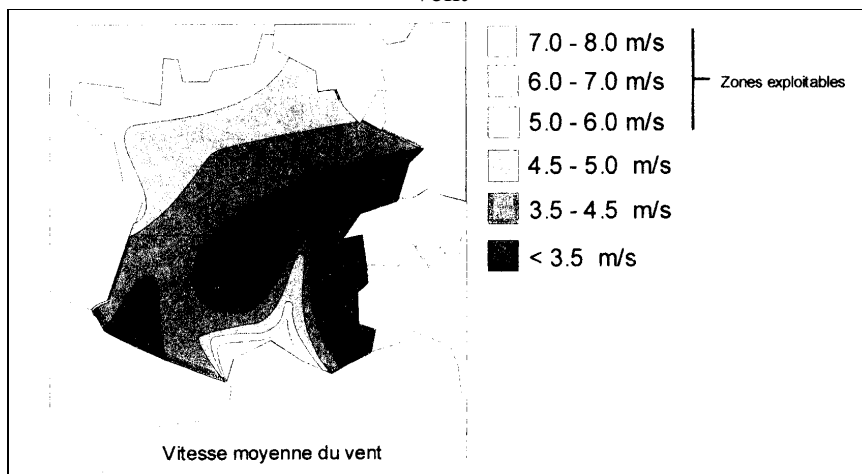 vent
7.0 - 8.0 m/s
6.0 - 7.0 m/s
Zones exploitables
5.0 - 6.0 m/s
4.5 - 5.0 m/s
3.5 - 4.5 m/s
< 3.5 m/s
Vitesse moyenne du vent